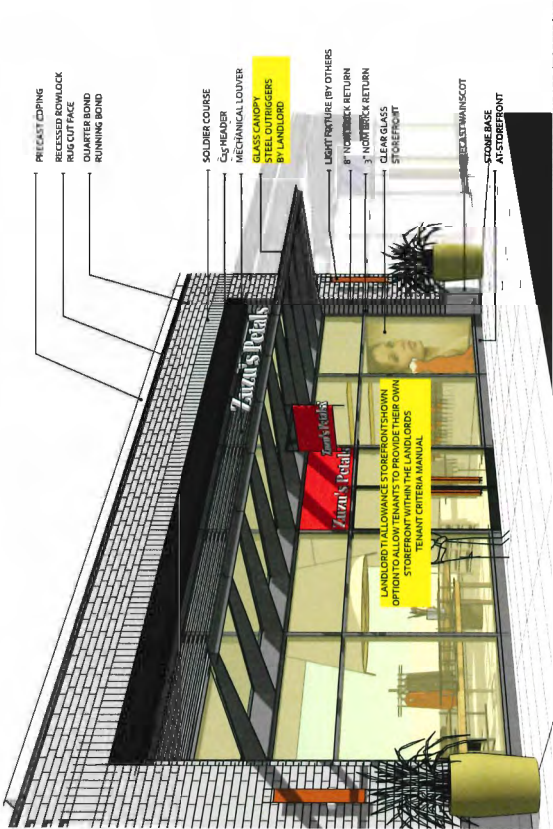 PRECAST COPING
RECESSED ROWLOCK
RUG CUT FACE
QUARTER BOND
RUNNING BOND
SOLDIER COURSE
MECHANICAL LOUVER
GLASS CANOPY
STEEL OUTRIGGERS
BY LANDLORD
LIGHT FIXTURE (BY OTHERS
8" NOM BRICK RETURN
3" NOM BRICK RETURN
CLEAR GLASS
STOREFRONT
PRECAST WAINSCOT
STONE BASE
AT STOREFRONT
Zuzu's Petals
Zuzu's Petals
Zuzu's Petals
LANDLORD TI ALLOWANCE STOREFRONT SHOWN
OPTION TO ALLOW TENANTS TO PROVIDE THEIR OWN
STOREFRONT WITHIN THE LANDLORDS
TENANT CRITERIA MANUAL